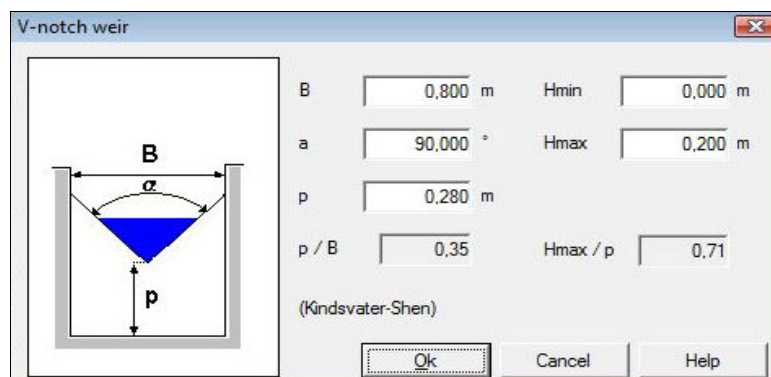 V-notch weir
B
α
p
B 0,800 m Hmin 0,000 m
a 90,000 ° Hmax 0,200 m
p 0,280 m
p / B 0,35 Hmax / p 0,71
(Kindsvater-Shen)
Ok Cancel Help